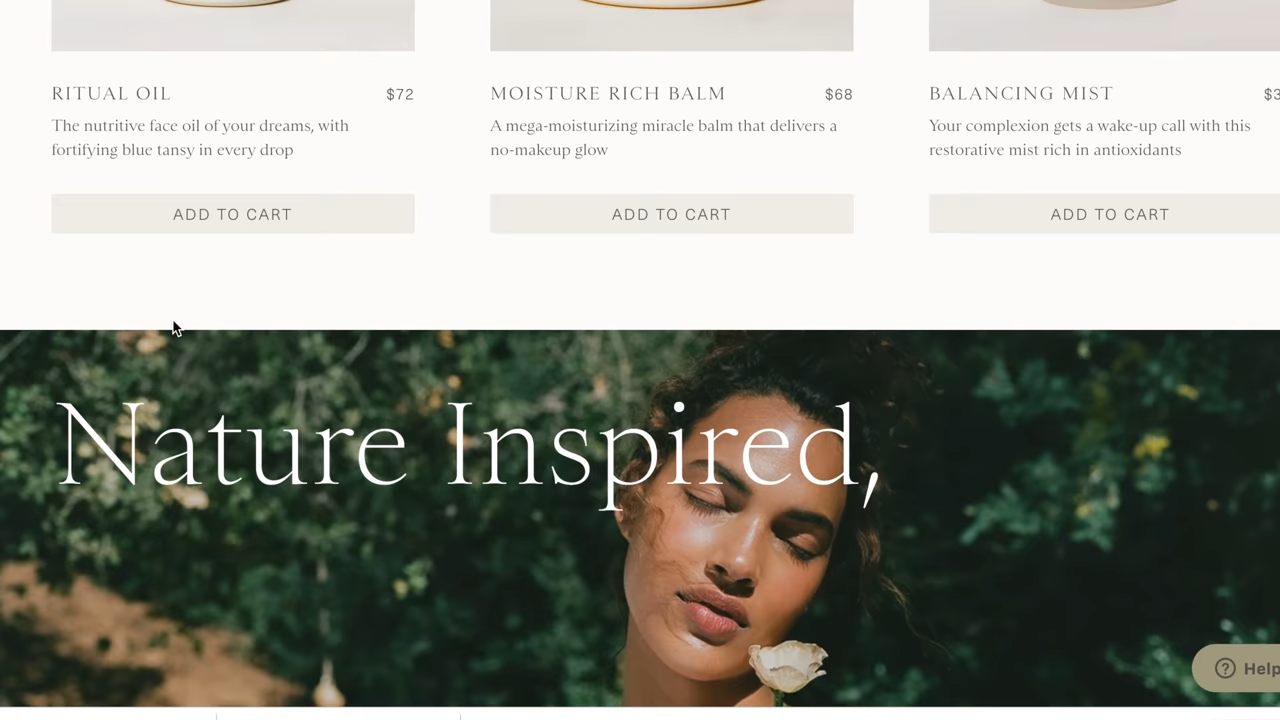 RITUAL OIL $72
The nutritive face oil of your dreams, with
fortifying blue tansy in every drop
ADD TO CART
MOISTURE RICH BALM $68
A mega-moisturizing miracle balm that delivers a
no-makeup glow
ADD TO CART
BALANCING MIST $3
Your complexion gets a wake-up call with this
restorative mist rich in antioxidants
ADD TO CART
Nature Inspired,
Help